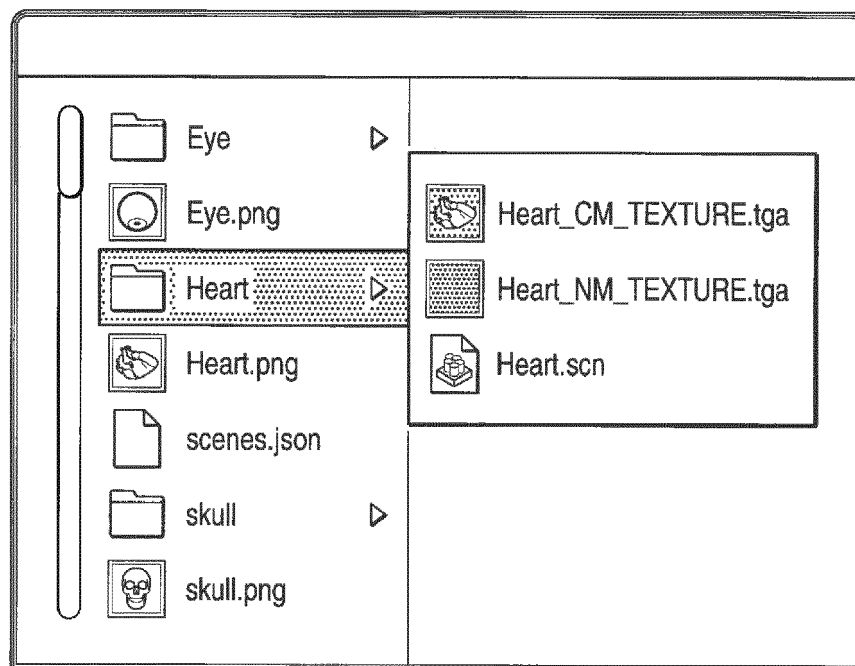 Eye
Eye.png
Heart
Heart.png
scenes.json
skull
skull.png
Heart_CM_TEXTURE.tga
Heart_NM_TEXTURE.tga
Heart.scn